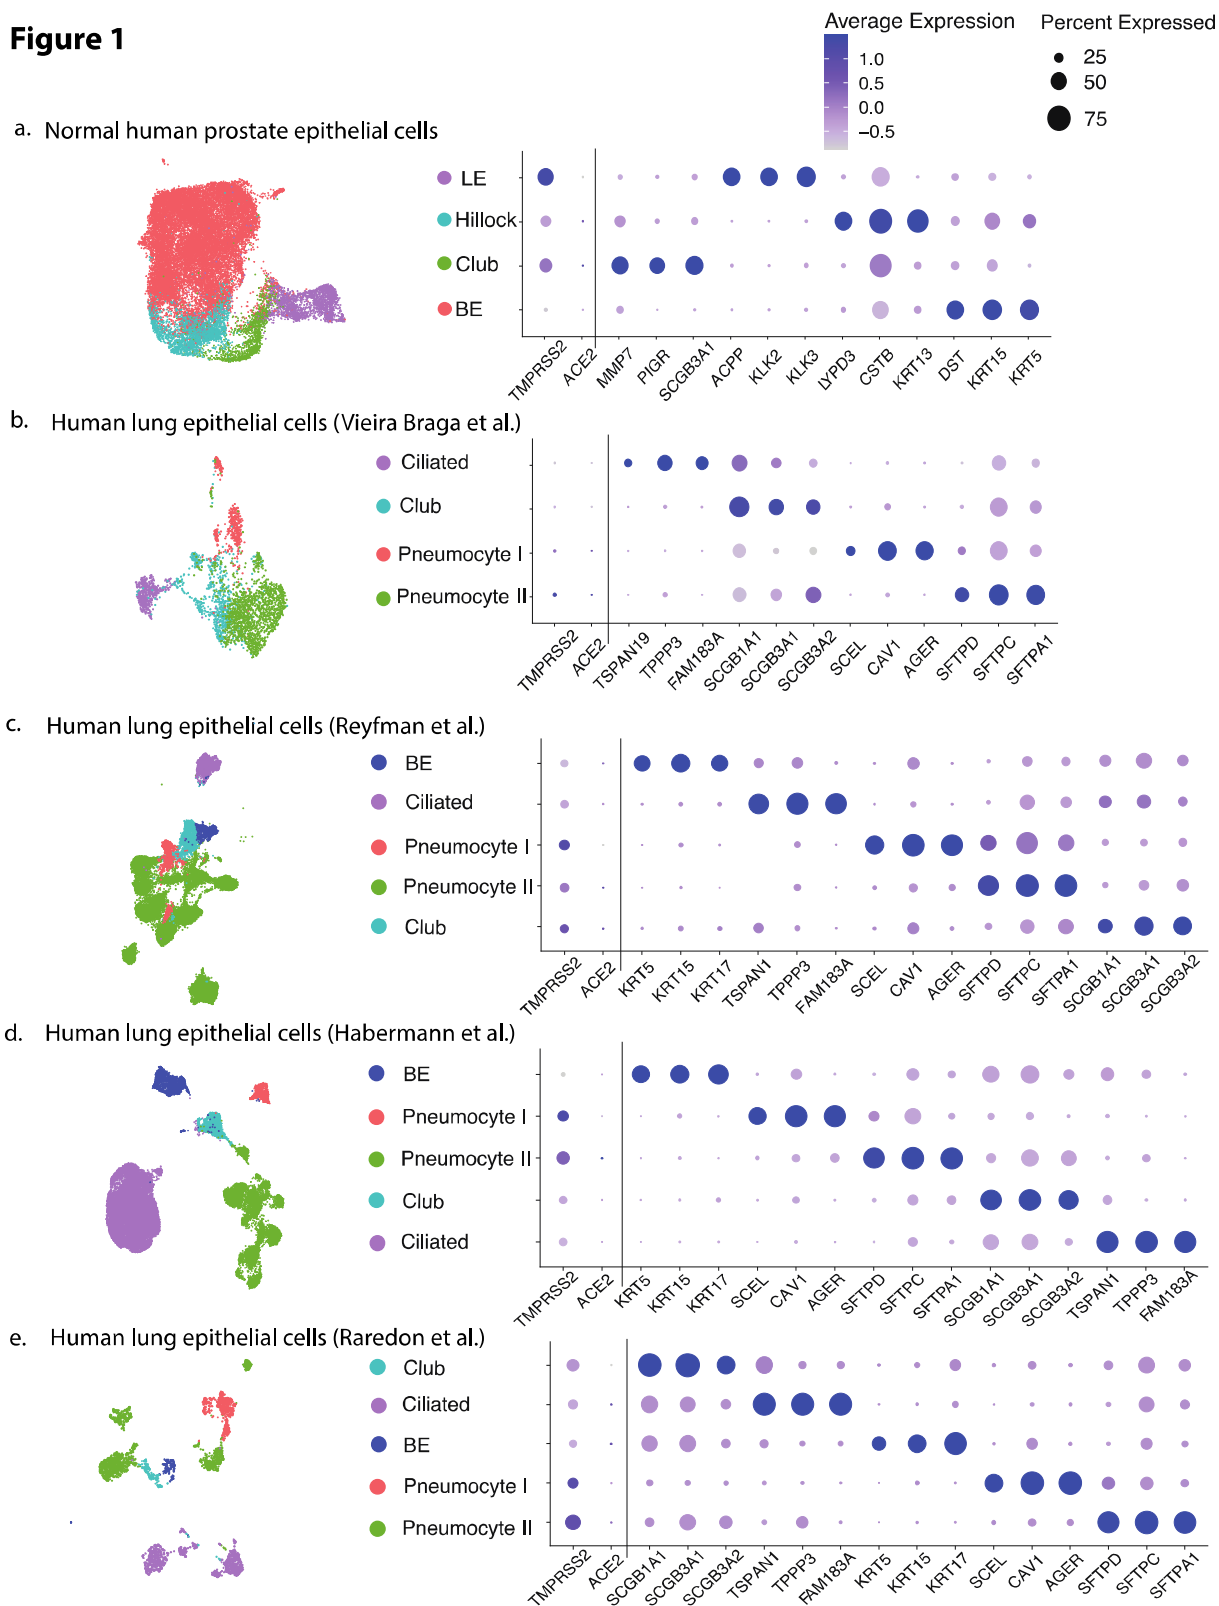 Figure 1
Average Expression
1.0
0.5
0.0
−0.5
Percent Expressed
25
50
75
a. Normal human prostate epithelial cells
LE
Hillock
Club
BE
TMPRSS2 ACE2 MMP7 PIGR SCGB3A1 ACPP KLK2 KLK3 LYPD3 CSTB KRT13 DST KRT15 KRT5
b. Human lung epithelial cells (Vieira Braga et al.)
Ciliated
Club
Pneumocyte I
Pneumocyte II
TMPRSS2 ACE2 TSPAN19 TPPP3 FAM183A SCGB1A1 SCGB3A1 SCGB3A2 SCEL CAV1 AGER SFTPD SFTPC SFTPA1
c. Human lung epithelial cells (Reyfman et al.)
BE
Ciliated
Pneumocyte I
Pneumocyte II
Club
TMPRSS2 ACE2 KRT5 KRT15 KRT17 TSPAN1 TPPP3 FAM183A SCEL CAV1 AGER SFTPD SFTPC SFTPA1 SCGB1A1 SCGB3A1 SCGB3A2
d. Human lung epithelial cells (Habermann et al.)
BE
Pneumocyte I
Pneumocyte II
Club
Ciliated
TMPRSS2 ACE2 KRT5 KRT15 KRT17 SCEL CAV1 AGER SFTPD SFTPC SFTPA1 SCGB1A1 SCGB3A1 SCGB3A2 TSPAN1 TPPP3 FAM183A
e. Human lung epithelial cells (Raredon et al.)
Club
Ciliated
BE
Pneumocyte I
Pneumocyte II
TMPRSS2 ACE2 SCGB1A1 SCGB3A1 SCGB3A2 TSPAN1 TPPP3 FAM183A KRT5 KRT15 KRT17 SCEL CAV1 AGER SFTPD SFTPC SFTPA1